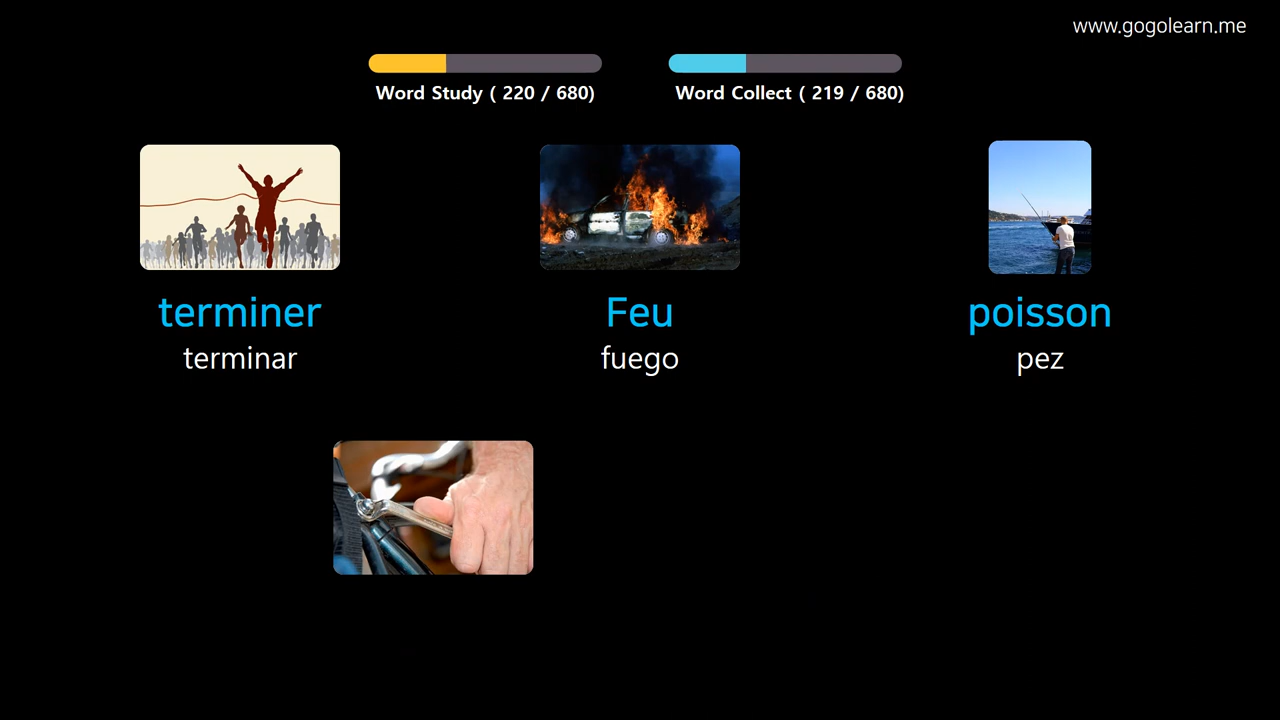 www.gogolearn.me
Word Study ( 220 / 680)
Word Collect ( 219 / 680)
terminer
terminar
Feu
fuego
poisson
pez